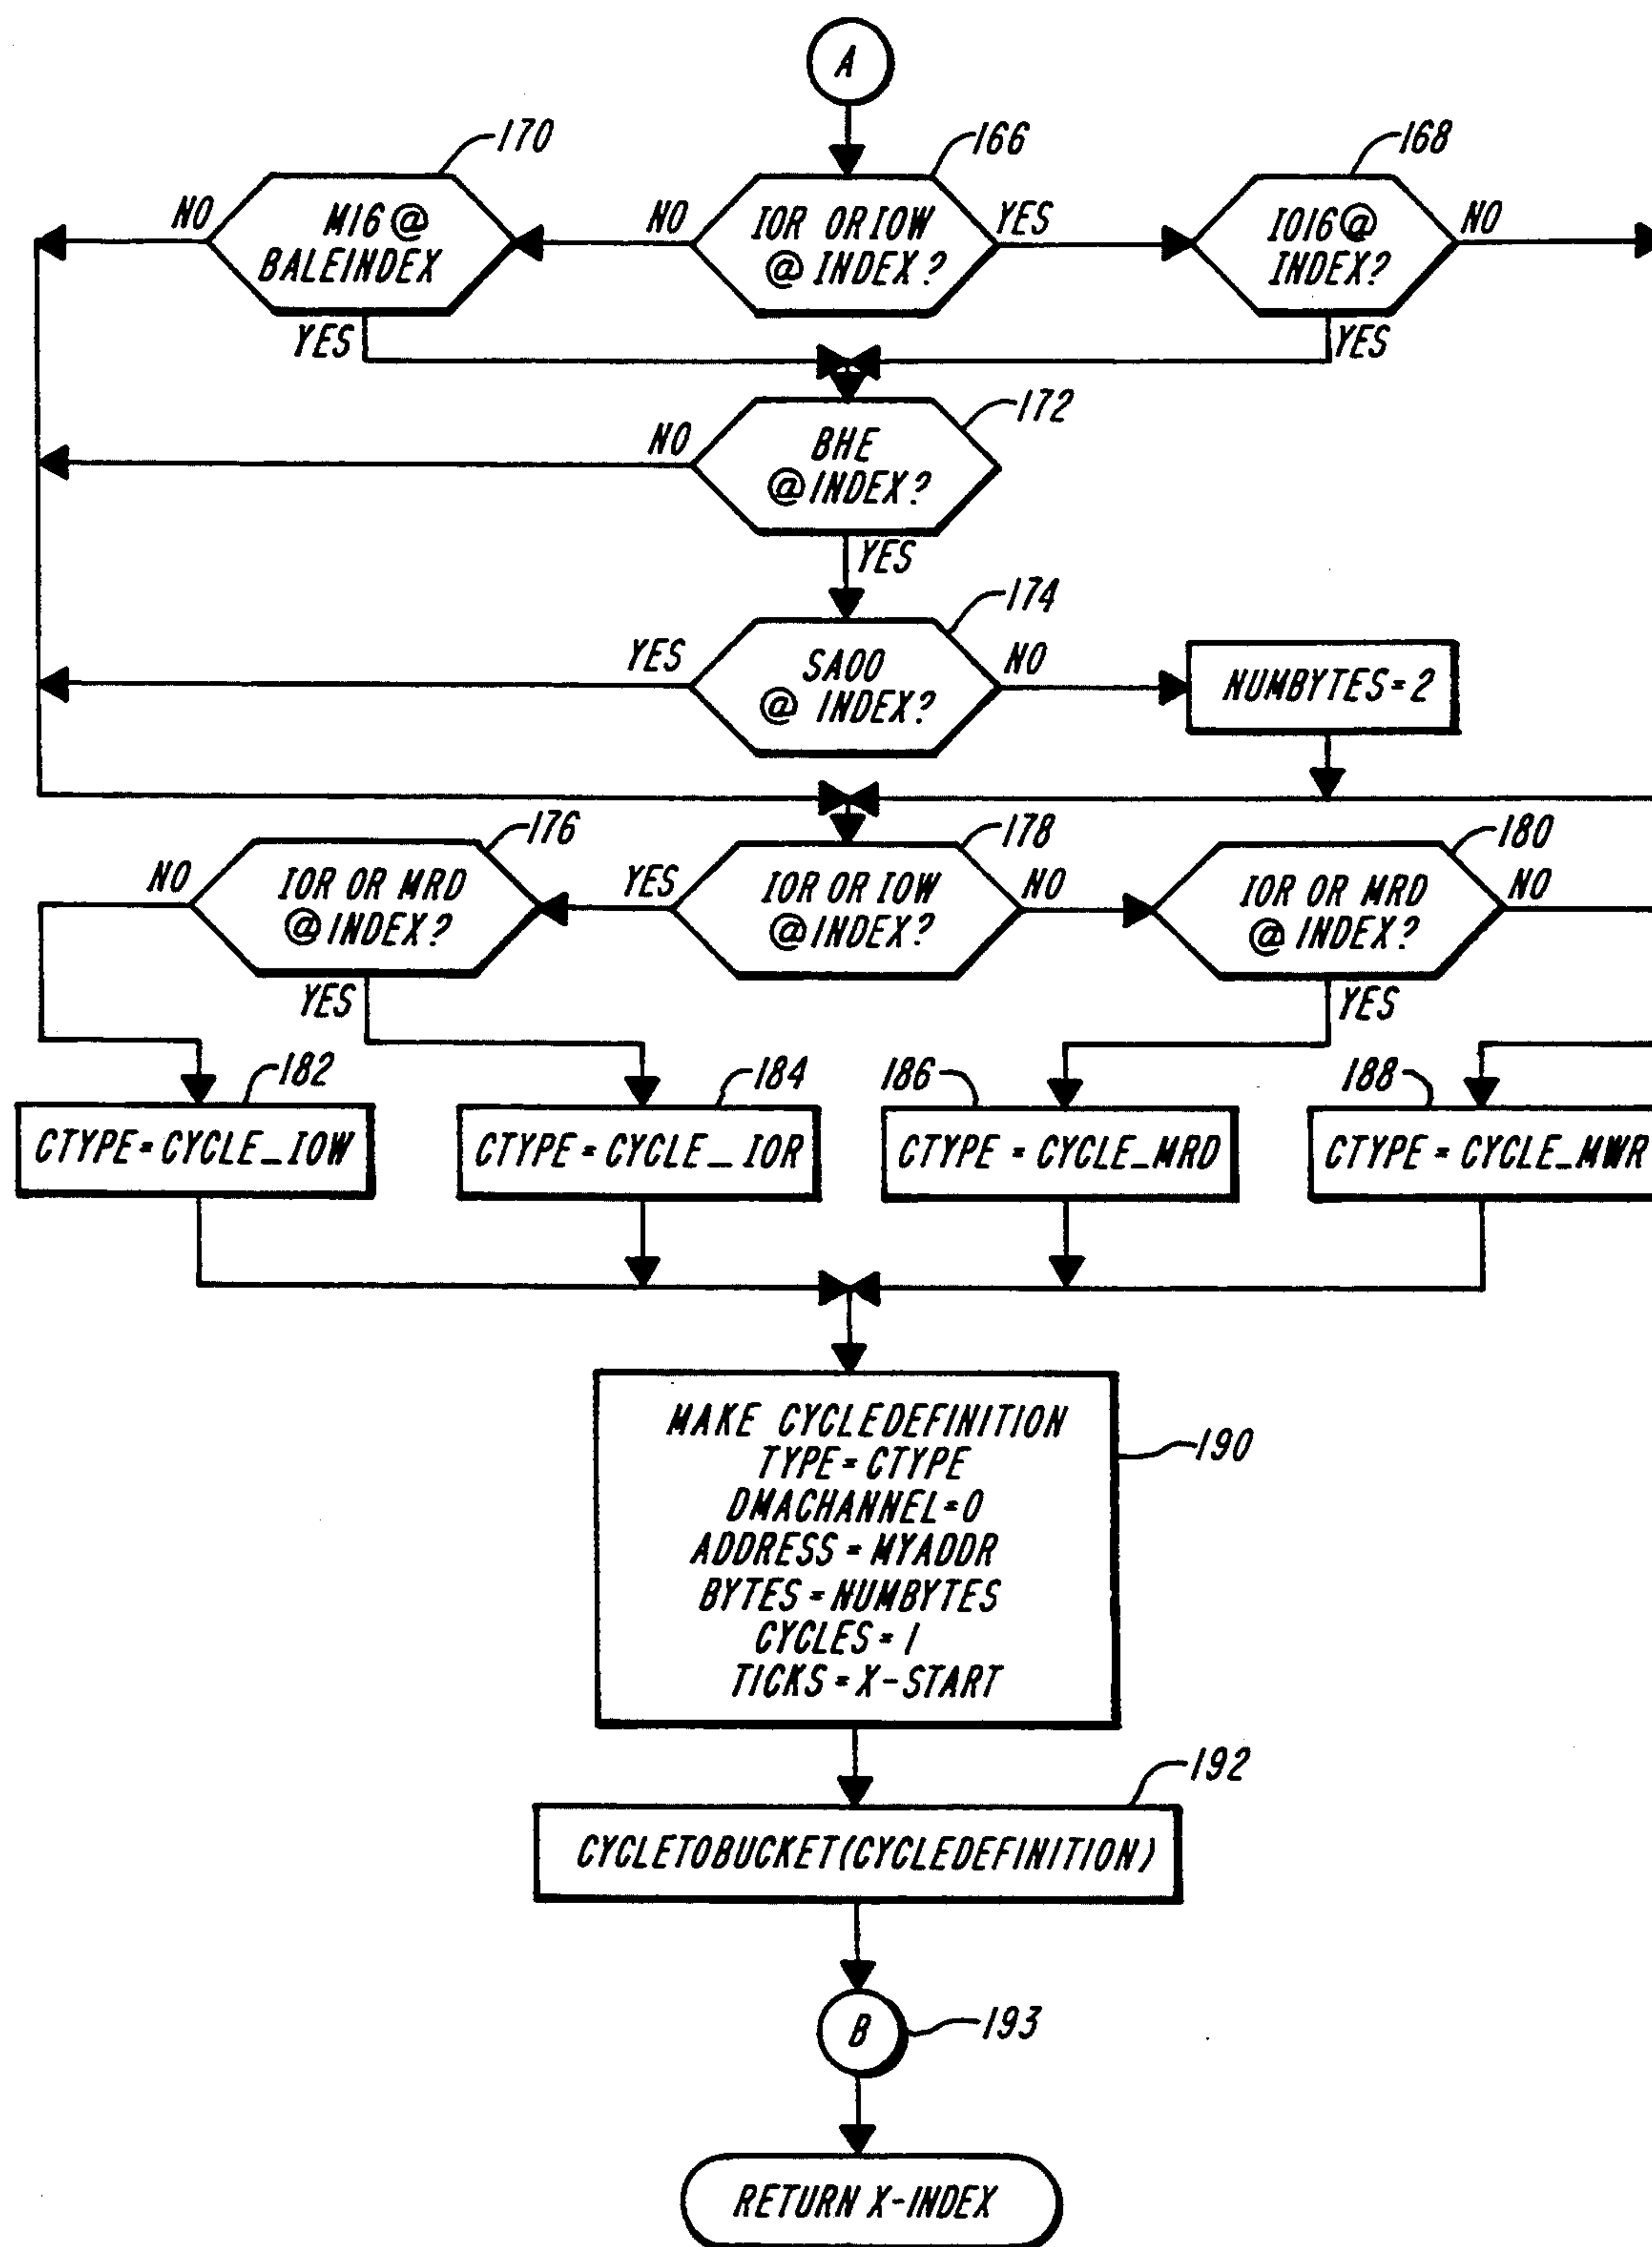 A
170
166
168
NO
M16 @
BALEINDEX
NO
IOR ORIOW
@ INDEX?
YES
IO16 @
INDEX?
NO
YES
YES
172
NO
BHE
@ INDEX?
YES
174
YES
SA00
@ INDEX?
NO
NUMBYTES=2
176
178
180
NO
IOR OR MRD
@ INDEX?
YES
IOR OR IOW
@ INDEX?
NO
IOR OR MRD
@ INDEX?
NO
YES
YES
182
184
186
188
CTYPE=CYCLE_IOW
CTYPE=CYCLE_IOR
CTYPE = CYCLE_MRD
CTYPE = CYCLE_MWR
MAKE CYCLEDEFINITION
TYPE=CTYPE
DMACHANNEL=0
ADDRESS=MYADDR
BYTES=NUMBYTES
CYCLES=1
TICKS=X-START
190
192
CYCLETOBUCKET(CYCLEDEFINITION)
B
193
RETURN X-INDEX